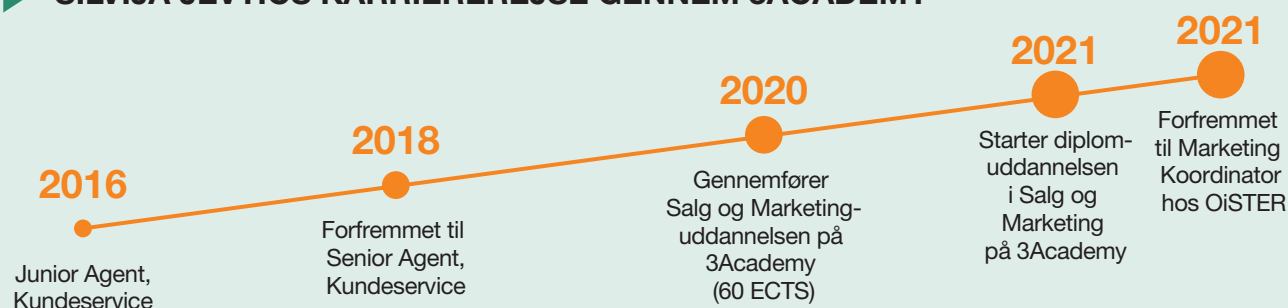 2016
Junior Agent,
Kundeservice
2018
Forfremmet til
Senior Agent,
Kundeservice
2020
Gennemfører
Salg og Marketing-
uddannelsen på
3Academy
(60 ECTS)
2021
Starter diplom-
uddannelsen
i Salg og
Marketing
på 3Academy
2021
Forfremmet
til Marketing
Koordinator
hos OiSTER